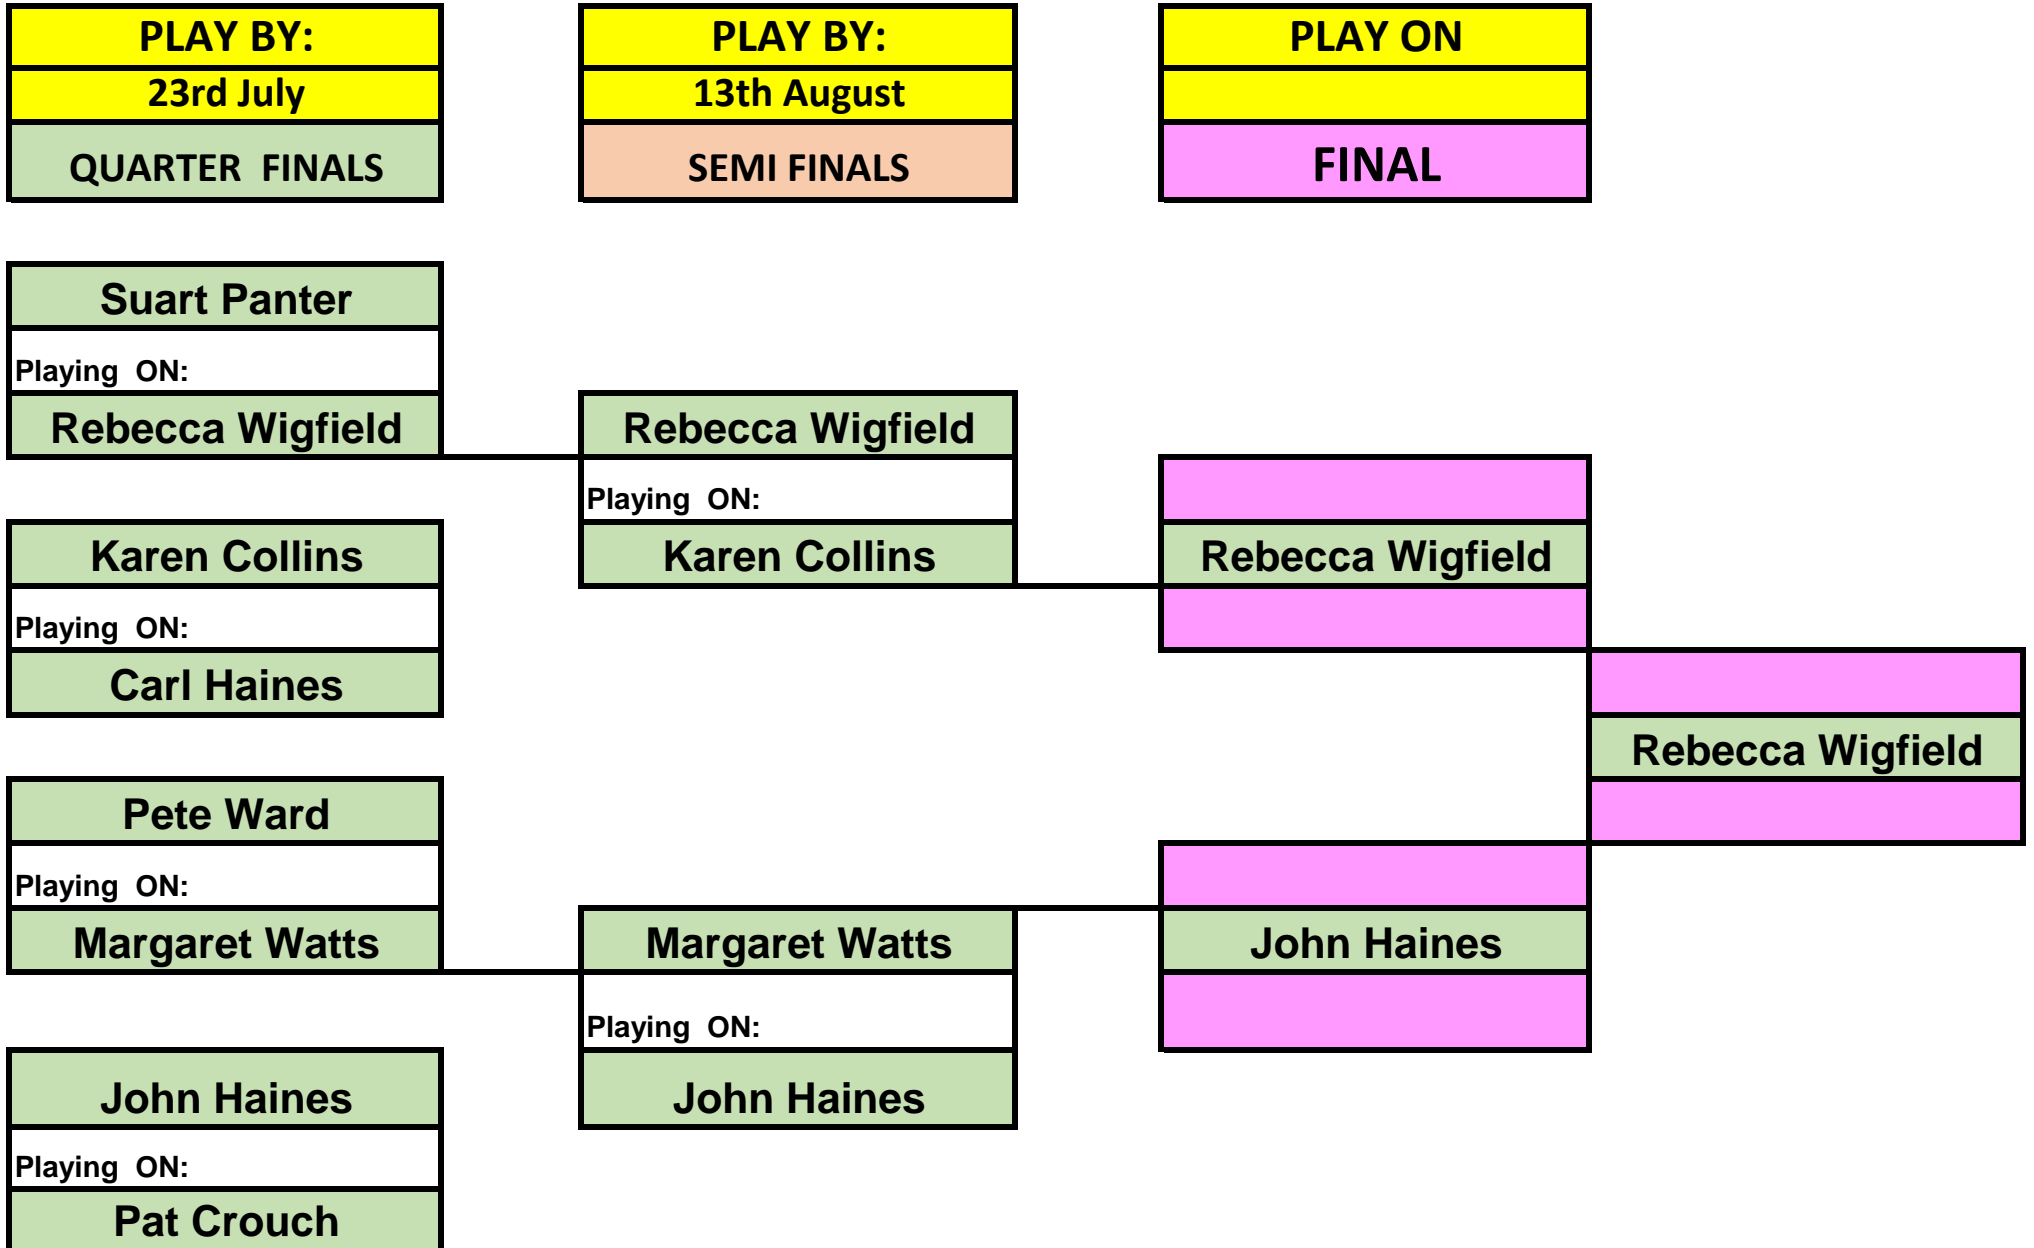 PLAY BY:
PLAY BY:
PLAY ON
23rd July
13th August
QUARTER FINALS
SEMI FINALS
FINAL
Suart Panter
Playing ON:
Rebecca Wigfield
Rebecca Wigfield
Playing ON:
Karen Collins
Karen Collins
Rebecca Wigfield
Playing ON:
Carl Haines
Rebecca Wigfield
Pete Ward
Playing ON:
Margaret Watts
Margaret Watts
John Haines
Playing ON:
John Haines
John Haines
Playing ON:
Pat Crouch